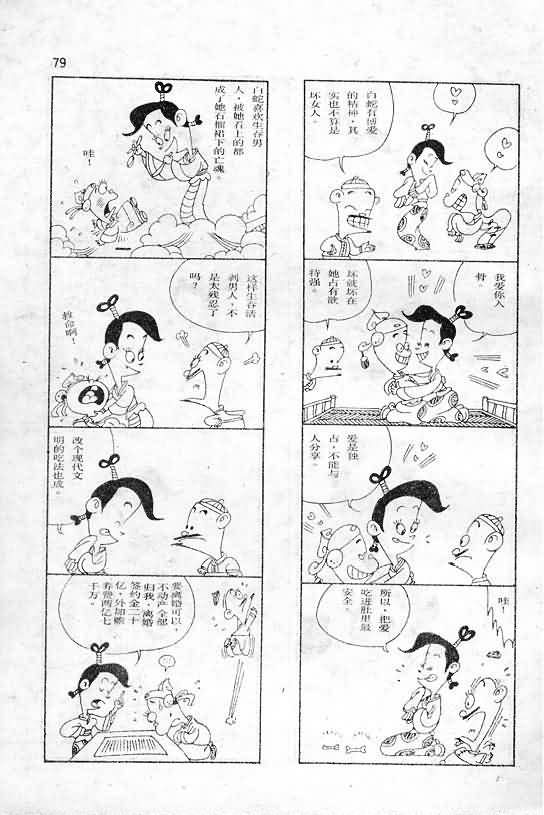 79
白蛇有博爱
的精神，其
实也不算是
坏女人。
我爱你入
骨。
坏就坏在
她占有欲
特强。
爱是独
占，不能与
人分享。
哇！
所以，把爱
吃进肚里最
安全。
白蛇喜欢生吞男
人，被她看上的都
成了她石榴裙下的亡魂。
哇！
这样生吞活
剥男人，不
是太残忍了
吗？
救命啊！
改个现代文
明的吃法也成。
要离婚可以，
不动产全部
归我，离婚
签约金二十
亿，外加赡
养费两亿七
千万。